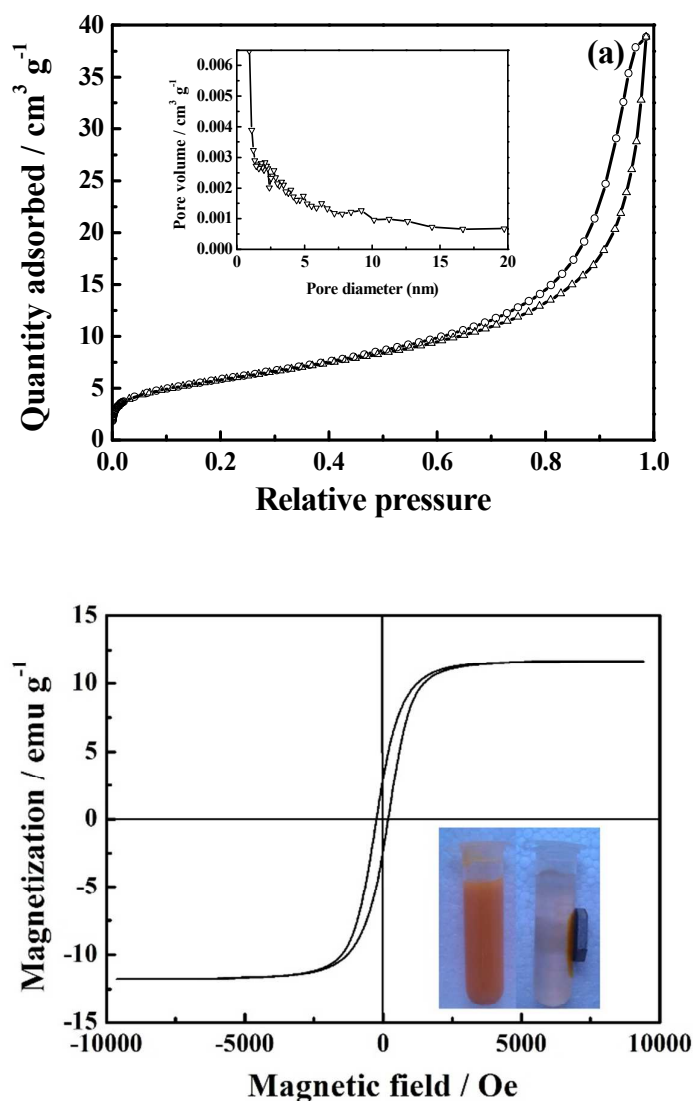 (a)
Quantity adsorbed / cm³ g⁻¹
40
35
30
25
20
15
10
5
0
0.0 0.2 0.4 0.6 0.8 1.0
Relative pressure
Pore volume / cm³ g⁻¹
0.006
0.005
0.004
0.003
0.002
0.001
0.000
0 5 10 15 20
Pore diameter (nm)
Magnetization / emu g⁻¹
15
10
5
0
-5
-10
-15
-10000 -5000 0 5000 10000
Magnetic field / Oe